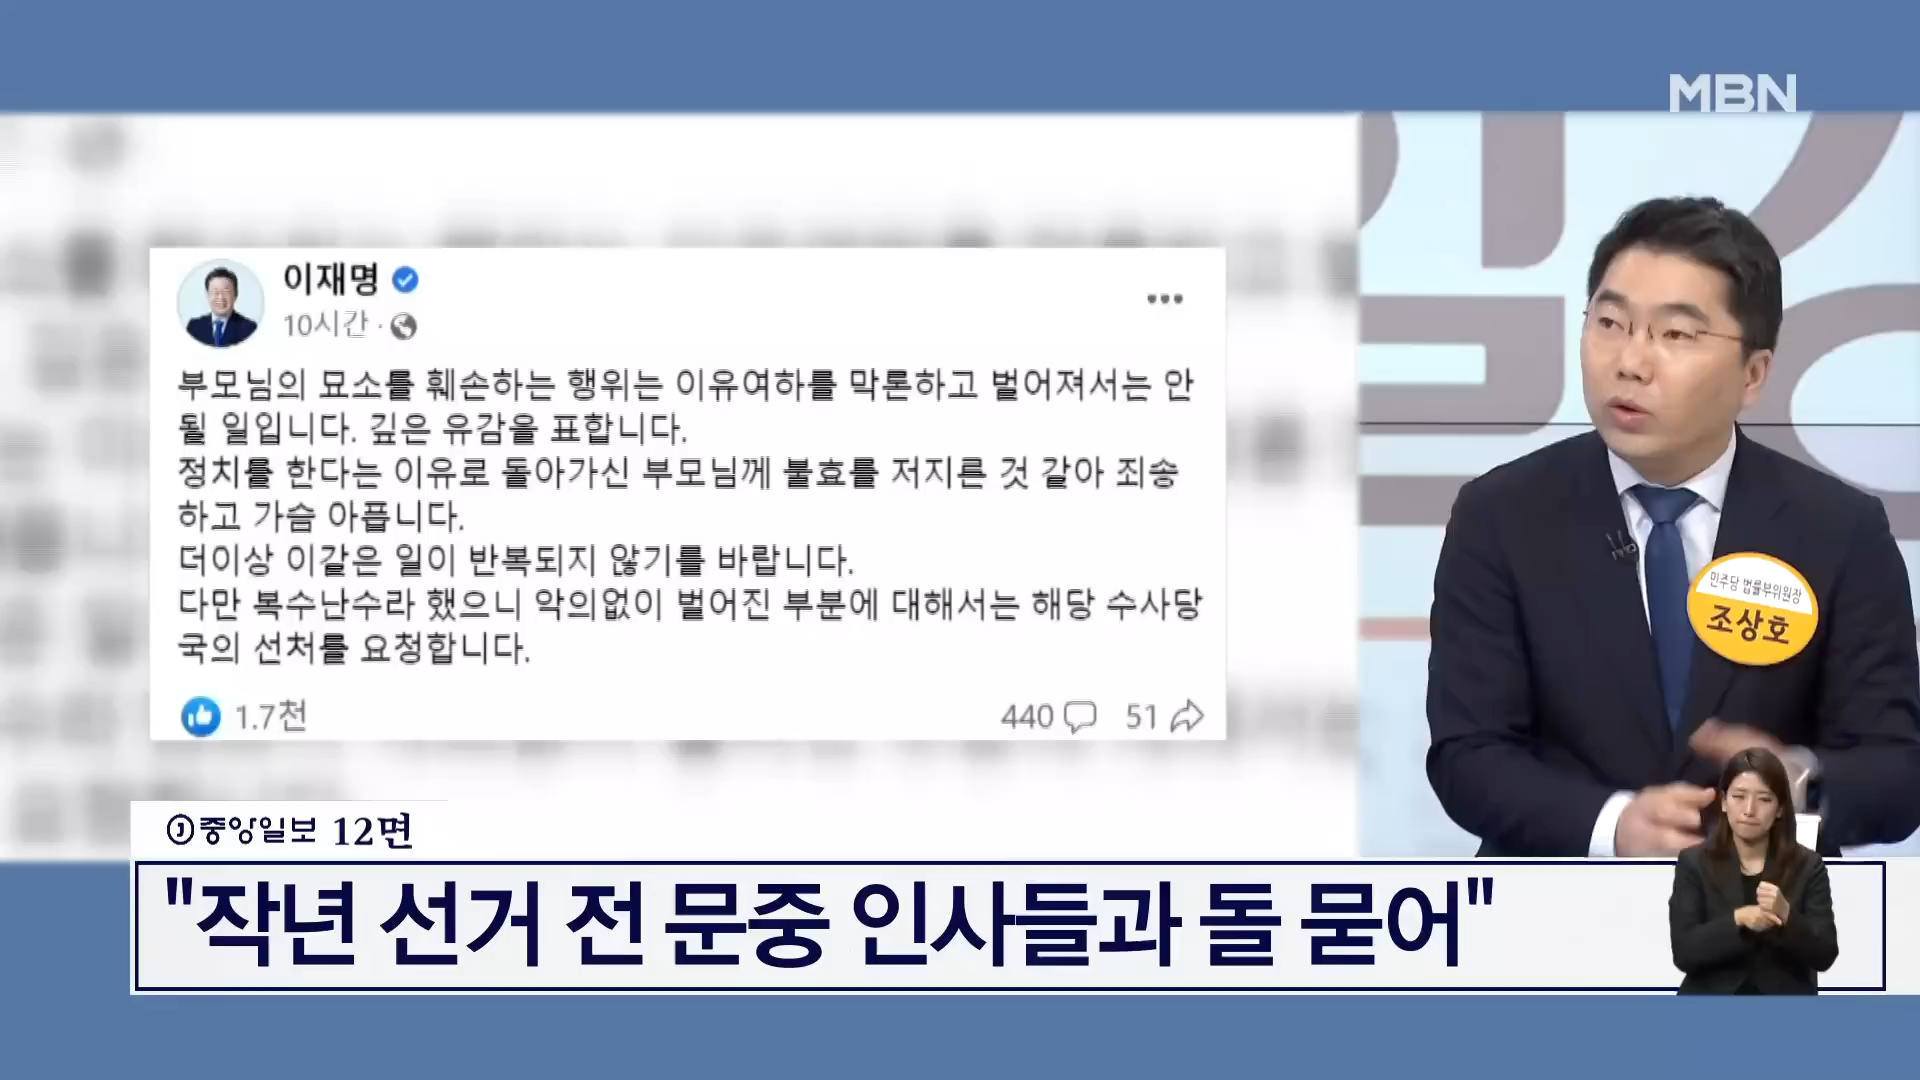 MBN
이재명
10시간
부모님의 묘소를 훼손하는 행위는 이유여하를 막론하고 벌어져서는 안
될 일입니다. 깊은 유감을 표합니다.
정치를 한다는 이유로 돌아가신 부모님께 불효를 저지른 것 같아 죄송
하고 가슴 아픕니다.
더이상 이같은 일이 반복되지 않기를 바랍니다.
다만 복수난수라 했으니 악의없이 벌어진 부분에 대해서는 해당 수사당
국의 선처를 요청합니다.
1.7천 440 51
민주당 법률부위원장
조상호
중앙일보 12면
"작년 선거 전 문중 인사들과 돌 묻어"